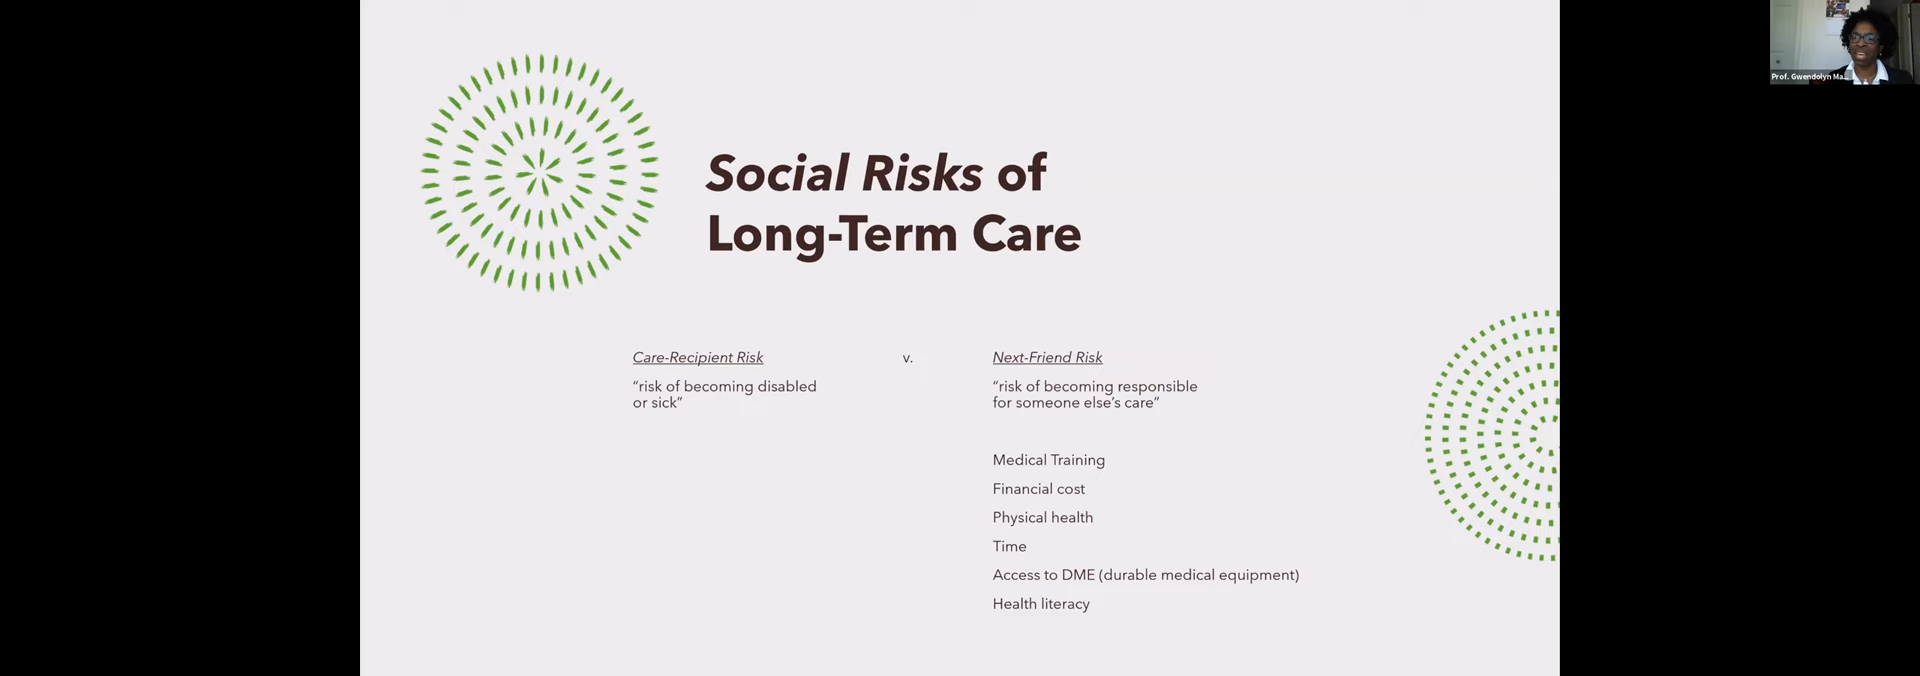 Prof. Gwendolyn Ma...
Social Risks of
Long-Term Care
Care-Recipient Risk
v.
Next-Friend Risk
“risk of becoming disabled
or sick”
“risk of becoming responsible
for someone else’s care”
Medical Training
Financial cost
Physical health
Time
Access to DME (durable medical equipment)
Health literacy